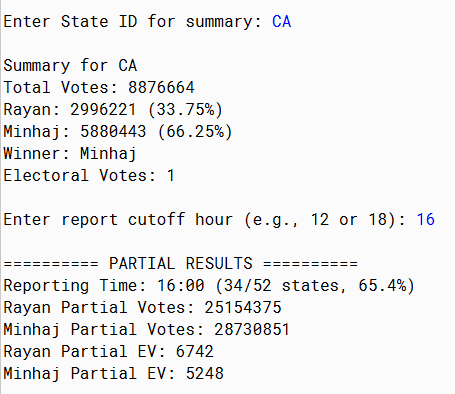 Enter State ID for summary: CA
Summary for CA
Total Votes: 8876664
Rayan: 2996221 (33.75%)
Minhaj: 5880443 (66.25%)
Winner: Minhaj
Electoral Votes: 1
Enter report cutoff hour (e.g., 12 or 18): 16
========== PARTIAL RESULTS ==========
Reporting Time: 16:00 (34/52 states, 65.4%)
Rayan Partial Votes: 25154375
Minhaj Partial Votes: 28730851
Rayan Partial EV: 6742
Minhaj Partial EV: 5248